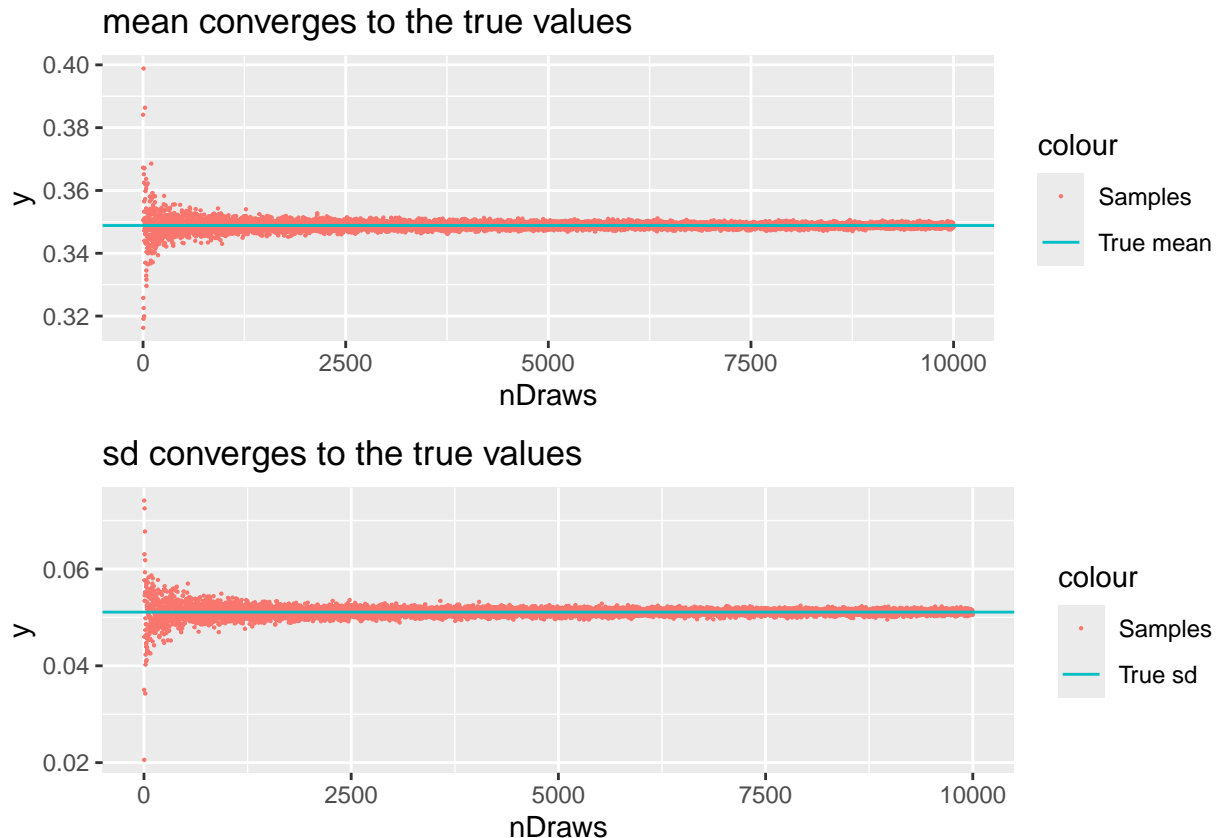 mean converges to the true values
0.40
0.38
0.36
0.34
0.32
y
0 2500 5000 7500 10000
nDraws
colour
Samples
True mean
sd converges to the true values
0.06
0.04
0.02
y
0 2500 5000 7500 10000
nDraws
colour
Samples
True sd